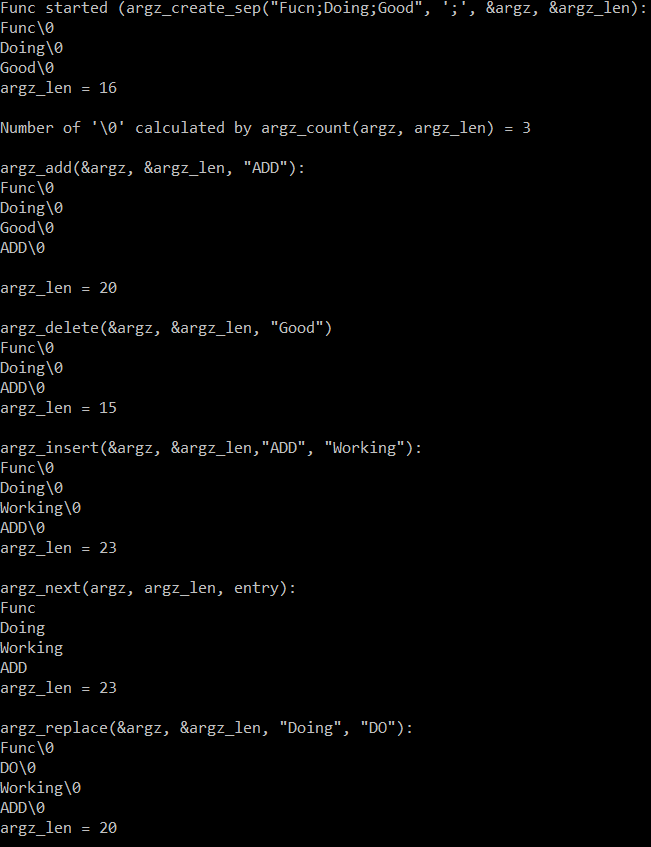 Func started (argz_create_sep("Fucn;Doing;Good", ';', &argz, &argz_len):
Func\0
Doing\0
Good\0
argz_len = 16
Number of '\0' calculated by argz_count(argz, argz_len) = 3
argz_add(&argz, &argz_len, "ADD"):
Func\0
Doing\0
Good\0
ADD\0
argz_len = 20
argz_delete(&argz, &argz_len, "Good")
Func\0
Doing\0
ADD\0
argz_len = 15
argz_insert(&argz, &argz_len,"ADD", "Working"):
Func\0
Doing\0
Working\0
ADD\0
argz_len = 23
argz_next(argz, argz_len, entry):
Func
Doing
Working
ADD
argz_len = 23
argz_replace(&argz, &argz_len, "Doing", "DO"):
Func\0
DO\0
Working\0
ADD\0
argz_len = 20